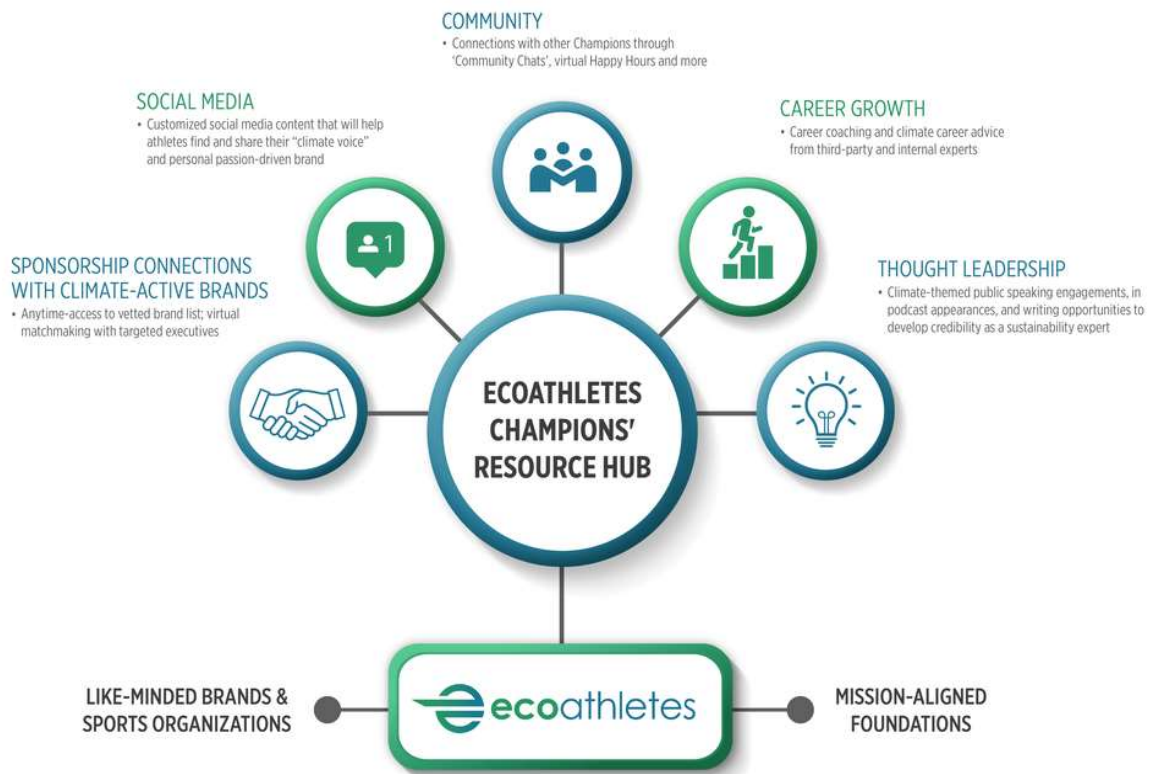 COMMUNITY
• Connections with other Champions through
'Community Chats', virtual Happy Hours and more
SOCIAL MEDIA
• Customized social media content that will help
athletes find and share their “climate voice”
and personal passion-driven brand
CAREER GROWTH
• Career coaching and climate career advice
from third-party and internal experts
1
SPONSORSHIP CONNECTIONS
WITH CLIMATE-ACTIVE BRANDS
• Anytime-access to vetted brand list; virtual
matchmaking with targeted executives
THOUGHT LEADERSHIP
• Climate-themed public speaking engagements, in
podcast appearances, and writing opportunities to
develop credibility as a sustainability expert
ECOATHLETES
CHAMPIONS'
RESOURCE HUB
LIKE-MINDED BRANDS &
SPORTS ORGANIZATIONS
ecoathletes
MISSION-ALIGNED
FOUNDATIONS